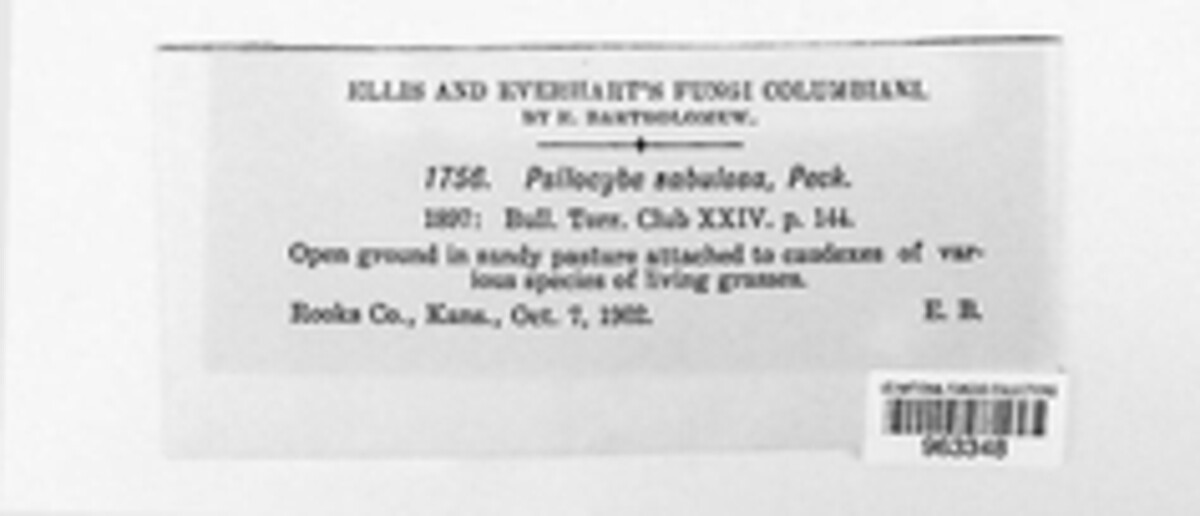 ELLIS AND EVERHART'S FUNGI COLUMBIANI.
BY E. BARTHOLOMEW.
1756. Psilocybe sabulosa, Peck.
1897: Bull. Torr. Club XXIV. p. 144.
Open ground in sandy pasture attached to caudexes of var-
ious species of living grasses.
Rooks Co., Kans., Oct. 7, 1902.
E. B.
963348